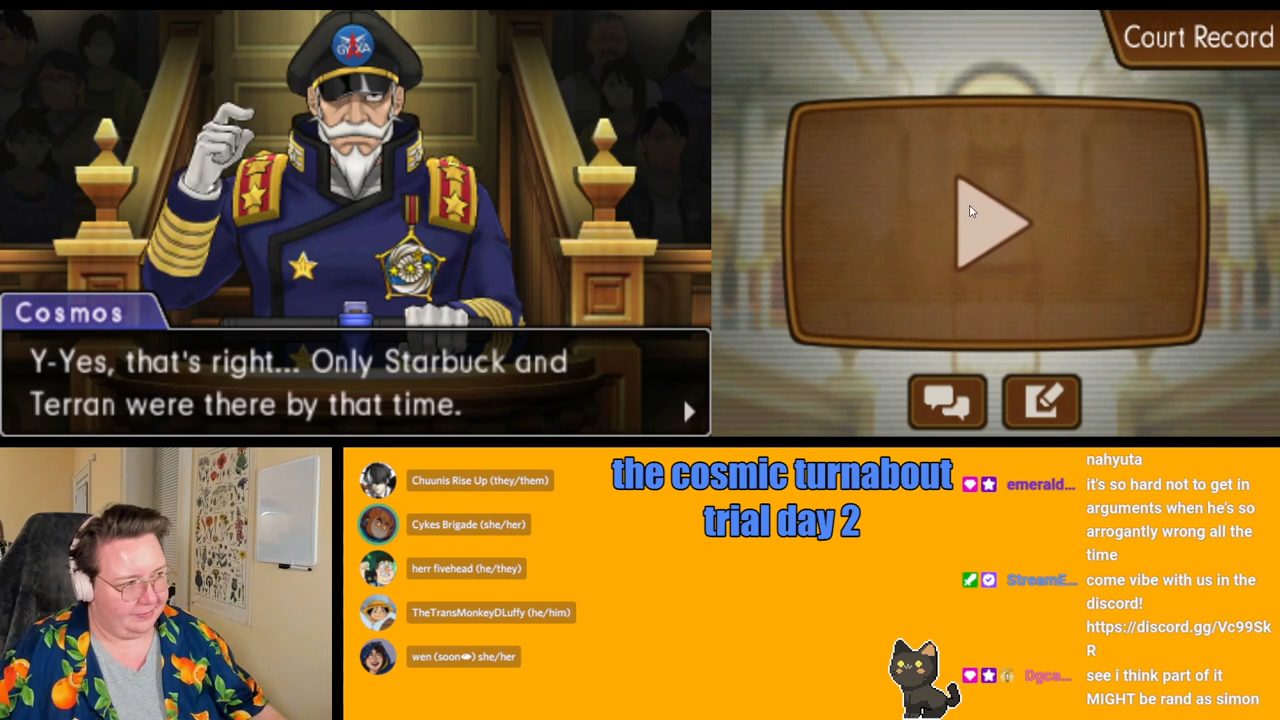 GYXA
Court Record
Cosmos
Y-Yes, that's right... Only Starbuck and
Terran were there by that time.
Chuunis Rise Up (they/them)
Cykes Brigade (she/her)
herr fivehead (he/they)
TheTransMonkeyDLuffy (he/him)
wen (soon👁) she/her
the cosmic turnabout
trial day 2
nahyuta
emerald... it's so hard not to get in
arguments when he's so
arrogantly wrong all the
time
StreamE... come vibe with us in the
discord!
https://discord.gg/Vc99Sk
R
Dgca... see i think part of it
MIGHT be rand as simon